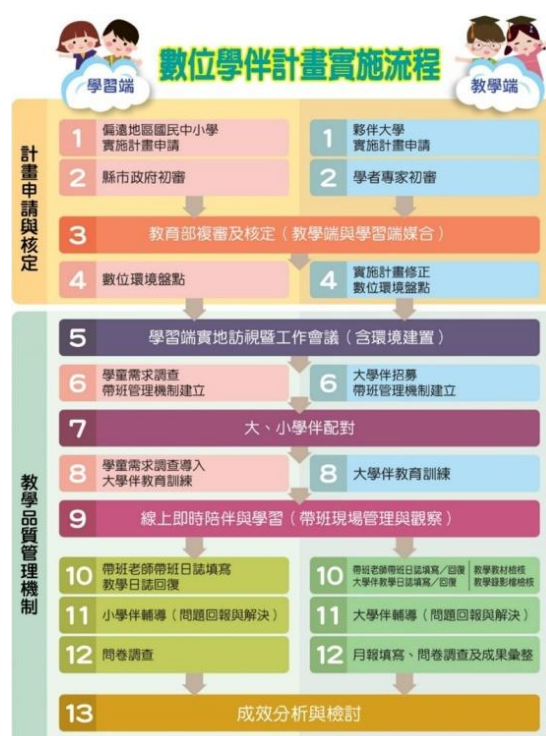 數位學伴計畫實施流程
學習端
教學端
計畫申請與核定
1 偏遠地區國民中小學
實施計畫申請
1 夥伴大學
實施計畫申請
2 縣市政府初審
2 學者專家初審
3 教育部複審及核定（教學端與學習端媒合）
4 數位環境盤點
4 實施計畫修正
數位環境盤點
教學品質管理機制
5 學習端實地訪視暨工作會議（含環境建置）
6 學童需求調查
帶班管理機制建立
6 大學伴招募
帶班管理機制建立
7 大、小學伴配對
8 學童需求調查導入
大學伴教育訓練
8 大學伴教育訓練
9 線上即時陪伴與學習（帶班現場管理與觀察）
10 帶班老師帶班日誌填寫
教學日誌回復
10 帶班老師帶班日誌填寫／回復
大學伴教學日誌填寫／回復
教學教材檢核
教學錄影檔檢核
11 小學伴輔導（問題回報與解決）
11 大學伴輔導（問題回報與解決）
12 問卷調查
12 月報填寫、問卷調查及成果彙整
13 成效分析與檢討